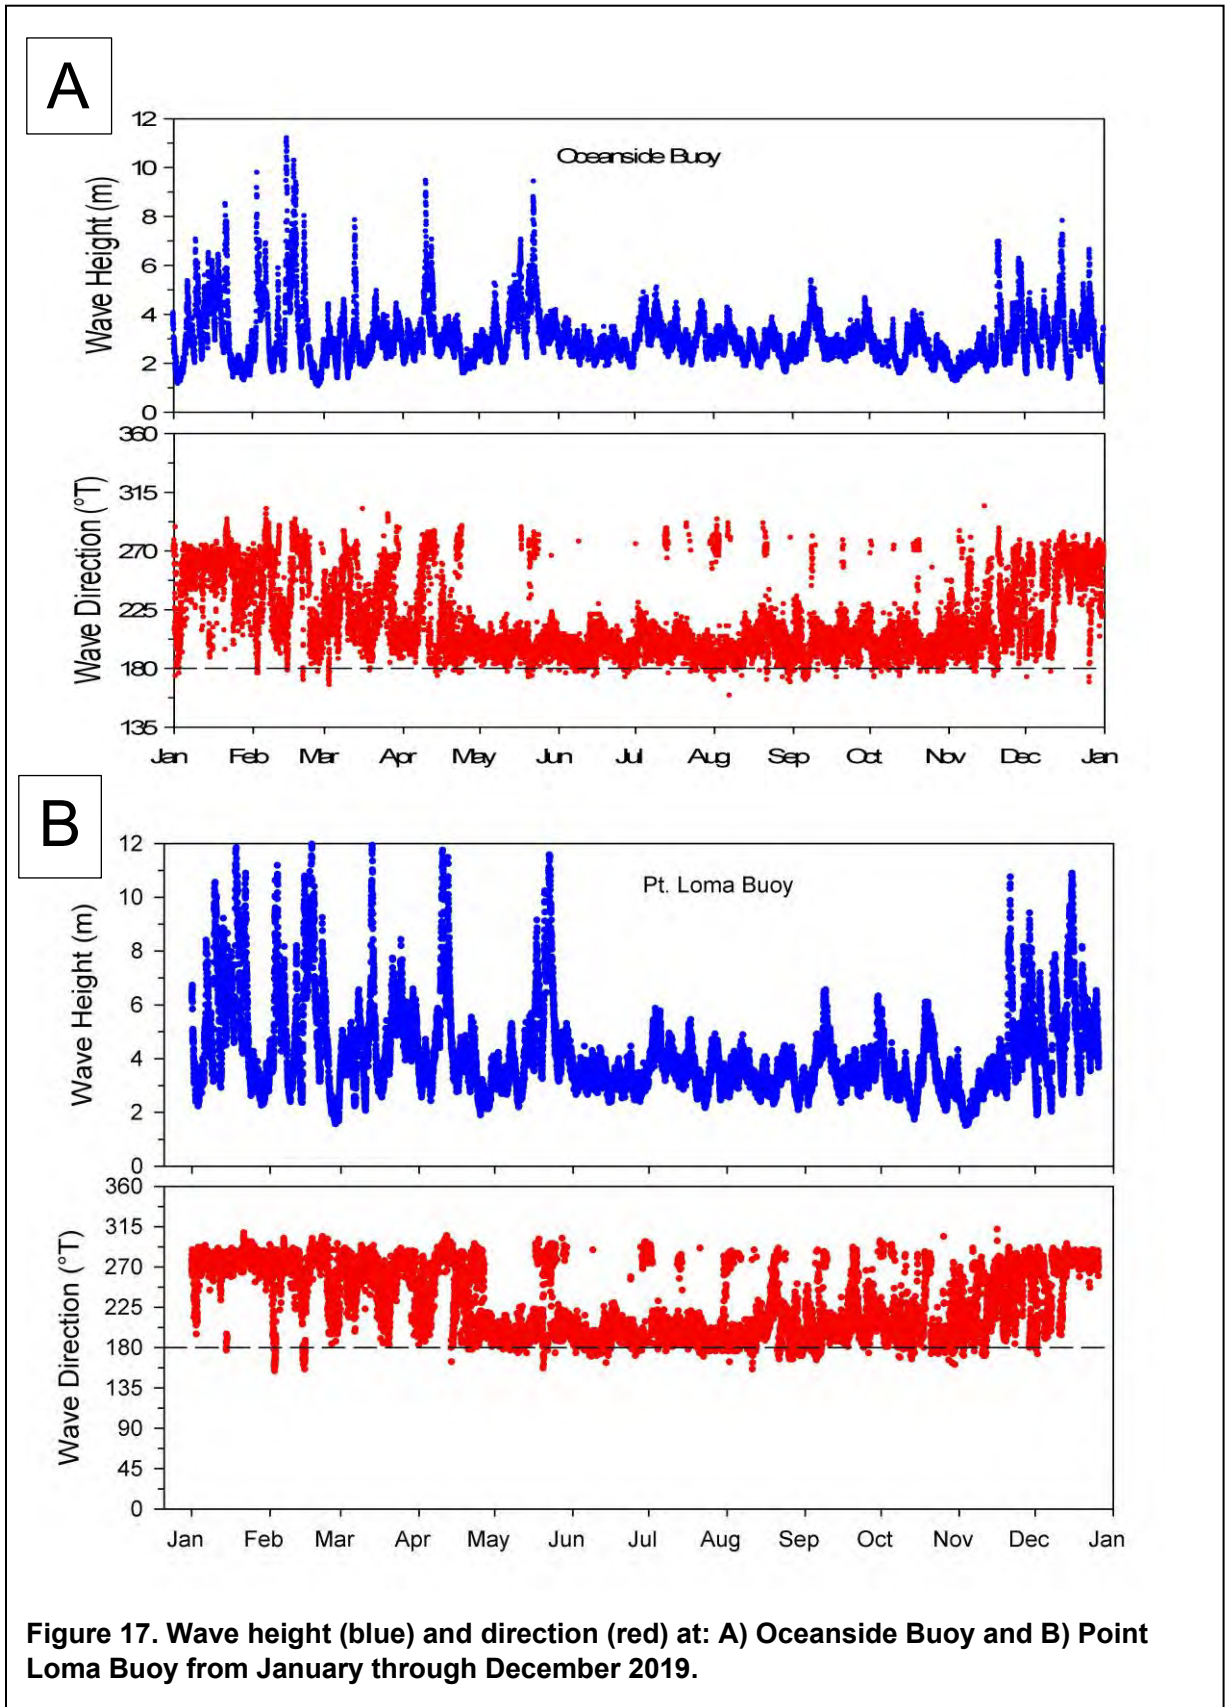 A
Oceanside Buoy
Wave Height (m)
12
10
8
6
4
2
0
Wave Direction (°T)
360
315
270
225
180
135
Jan Feb Mar Apr May Jun Jul Aug Sep Oct Nov Dec Jan
B
Pt. Loma Buoy
Wave Height (m)
12
10
8
6
4
2
0
Wave Direction (°T)
360
315
270
225
180
135
90
45
0
Jan Feb Mar Apr May Jun Jul Aug Sep Oct Nov Dec Jan
Figure 17. Wave height (blue) and direction (red) at: A) Oceanside Buoy and B) Point
Loma Buoy from January through December 2019.